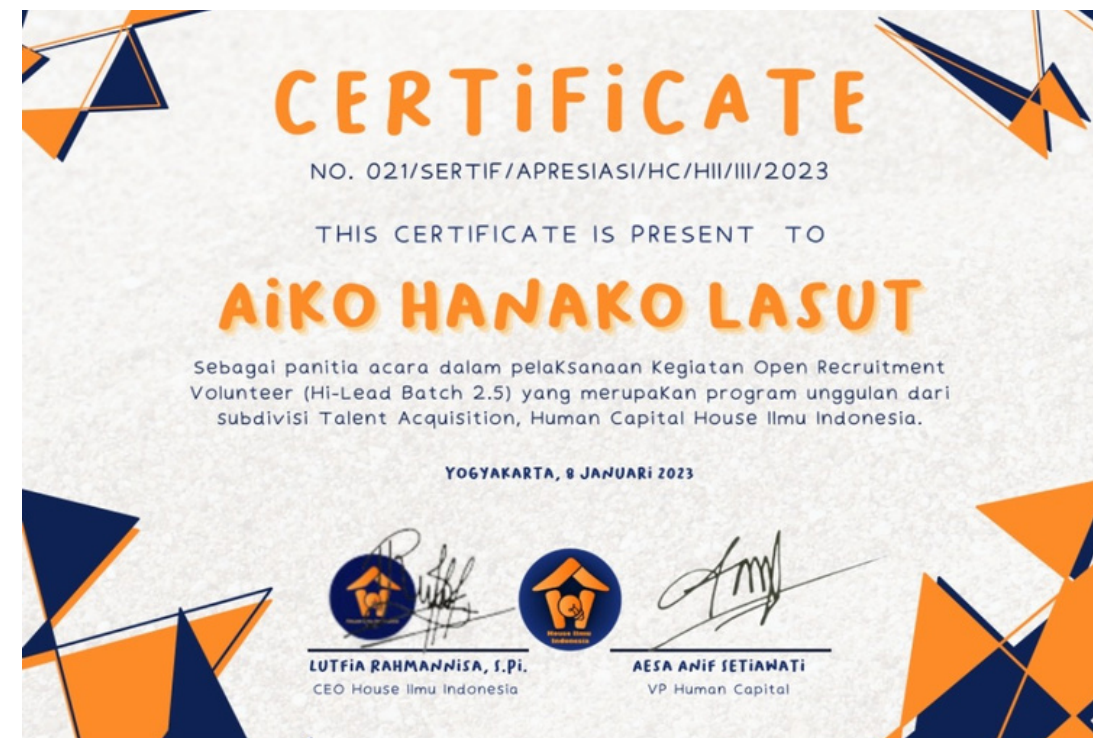 CERTiFiCATE
NO. 021/SERTIF/APRESIASI/HC/HII/III/2023
THIS CERTIFICATE IS PRESENT TO
AiKO HANAKO LASUT
Sebagai panitia acara dalam pelaksanaan Kegiatan Open Recruitment
Volunteer (Hi-Lead Batch 2.5) yang merupakan program unggulan dari
subdivisi Talent Acquisition, Human Capital House Ilmu Indonesia.
YOGYAKARTA, 8 JANUARi 2023
House Ilmu
Indonesia
LUTFiA RAHMANNiSA, S.Pi.
AESA ANiF SETiAWATi
CEO House Ilmu Indonesia
VP Human Capital